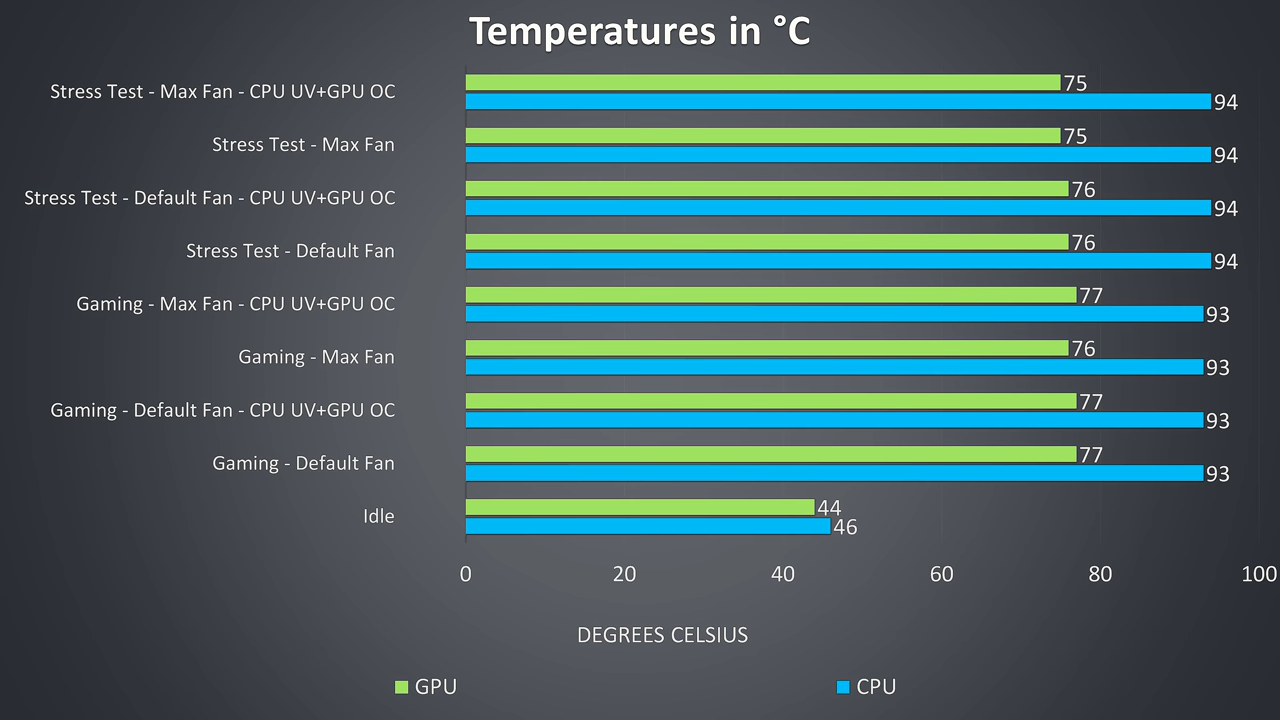 Temperatures in °C
Stress Test - Max Fan - CPU UV+GPU OC
75
94
Stress Test - Max Fan
75
94
Stress Test - Default Fan - CPU UV+GPU OC
76
94
Stress Test - Default Fan
76
94
Gaming - Max Fan - CPU UV+GPU OC
77
93
Gaming - Max Fan
76
93
Gaming - Default Fan - CPU UV+GPU OC
77
93
Gaming - Default Fan
77
93
Idle
44
46
0 20 40 60 80 100
DEGREES CELSIUS
GPU CPU